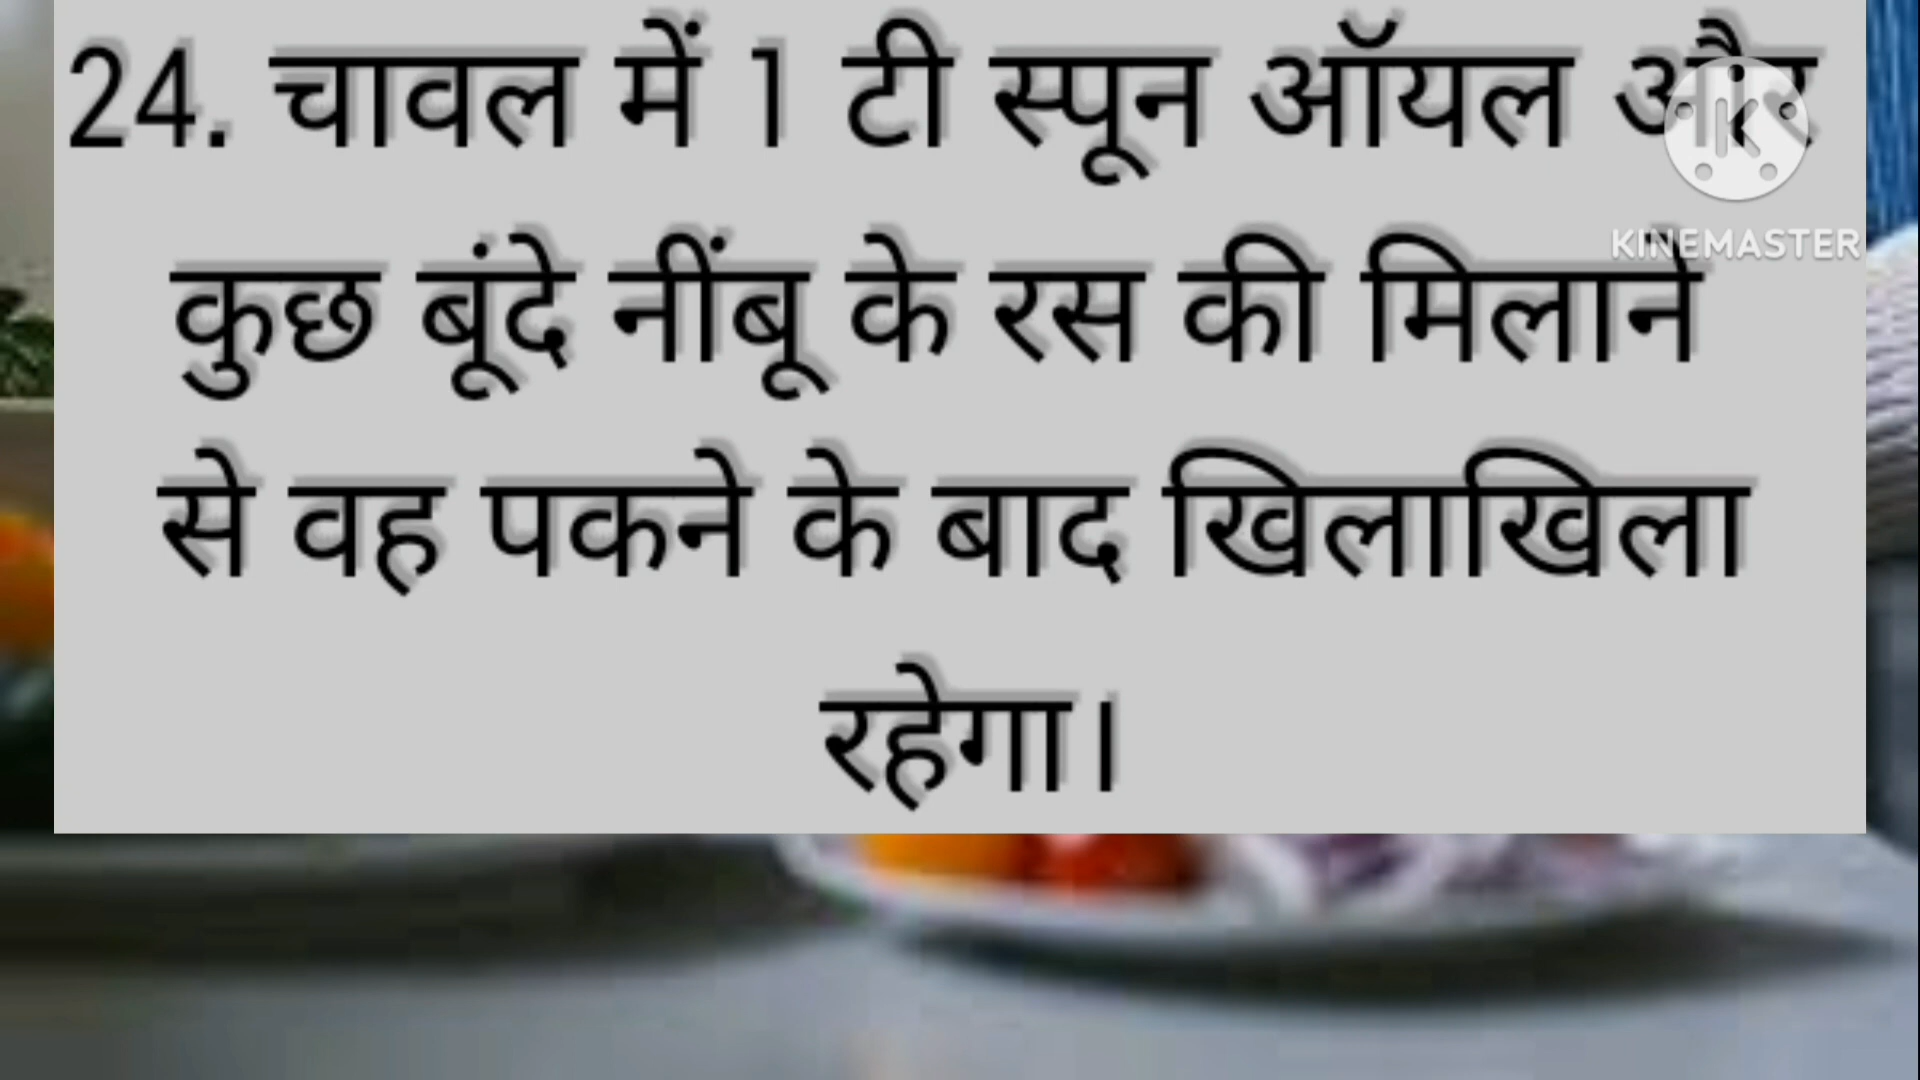 24. चावल में 1 टी स्पून ऑयल और
कुछ बूंदे नींबू के रस की मिलाने
से वह पकने के बाद खिलाखिला
रहेगा।
KINEMASTER